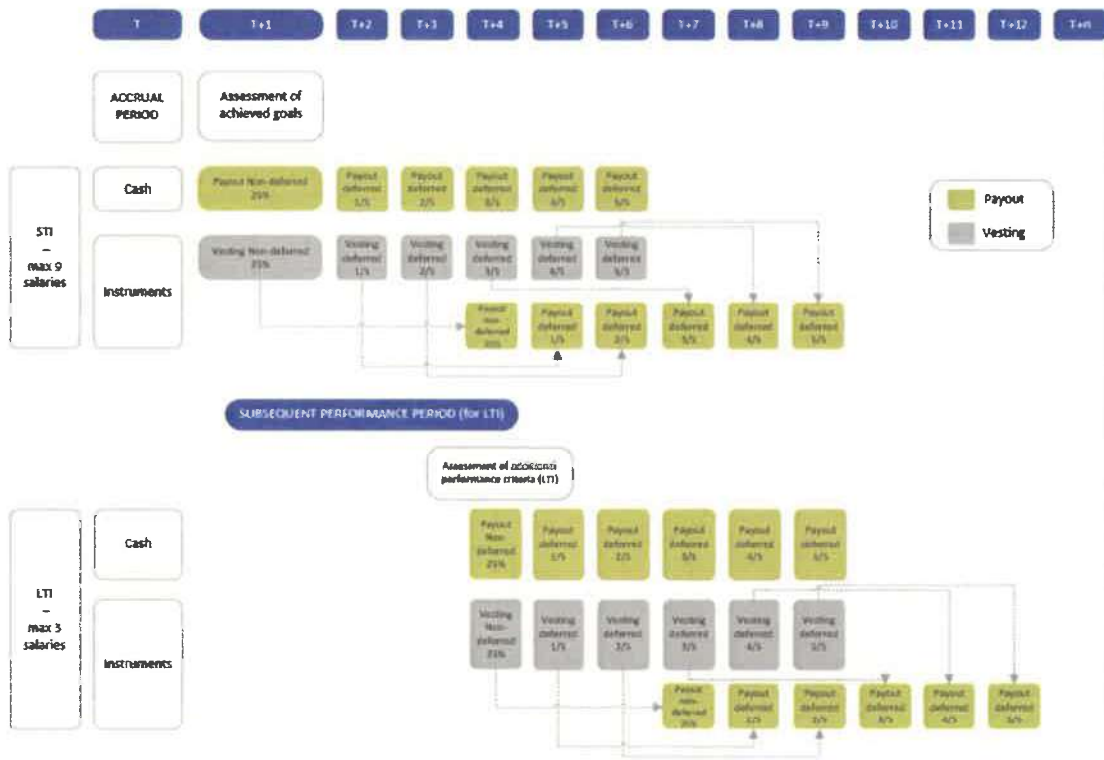 T T+1 T+2 T+3 T+4 T+5 T+6 T+7 T+8 T+9 T+10 T+11 T+12 T+n
ACCRUAL
PERIOD
Assessment of
achieved goals
STI
–
max 9
salaries
Cash
Payout Non-deferred
25%
Payout
deferred
1/5
Payout
deferred
2/5
Payout
deferred
3/5
Payout
deferred
4/5
Payout
deferred
5/5
Payout
Vesting
Instruments
Vesting Non-deferred
25%
Vesting
deferred
1/5
Vesting
deferred
2/5
Vesting
deferred
3/5
Vesting
deferred
4/5
Vesting
deferred
5/5
Payout
non-
deferred
25%
Payout
deferred
1/5
Payout
deferred
2/5
Payout
deferred
3/5
Payout
deferred
4/5
Payout
deferred
5/5
SUBSEQUENT PERFORMANCE PERIOD (for LTI)
Assessment of additional
performance criteria (LTI)
LTI
–
max 3
salaries
Cash
Payout
Non-
deferred
25%
Payout
deferred
1/5
Payout
deferred
2/5
Payout
deferred
3/5
Payout
deferred
4/5
Payout
deferred
5/5
Instruments
Vesting
Non-
deferred
25%
Vesting
deferred
1/5
Vesting
deferred
2/5
Vesting
deferred
3/5
Vesting
deferred
4/5
Vesting
deferred
5/5
Payout
non-
deferred
25%
Payout
deferred
1/5
Payout
deferred
2/5
Payout
deferred
3/5
Payout
deferred
4/5
Payout
deferred
5/5